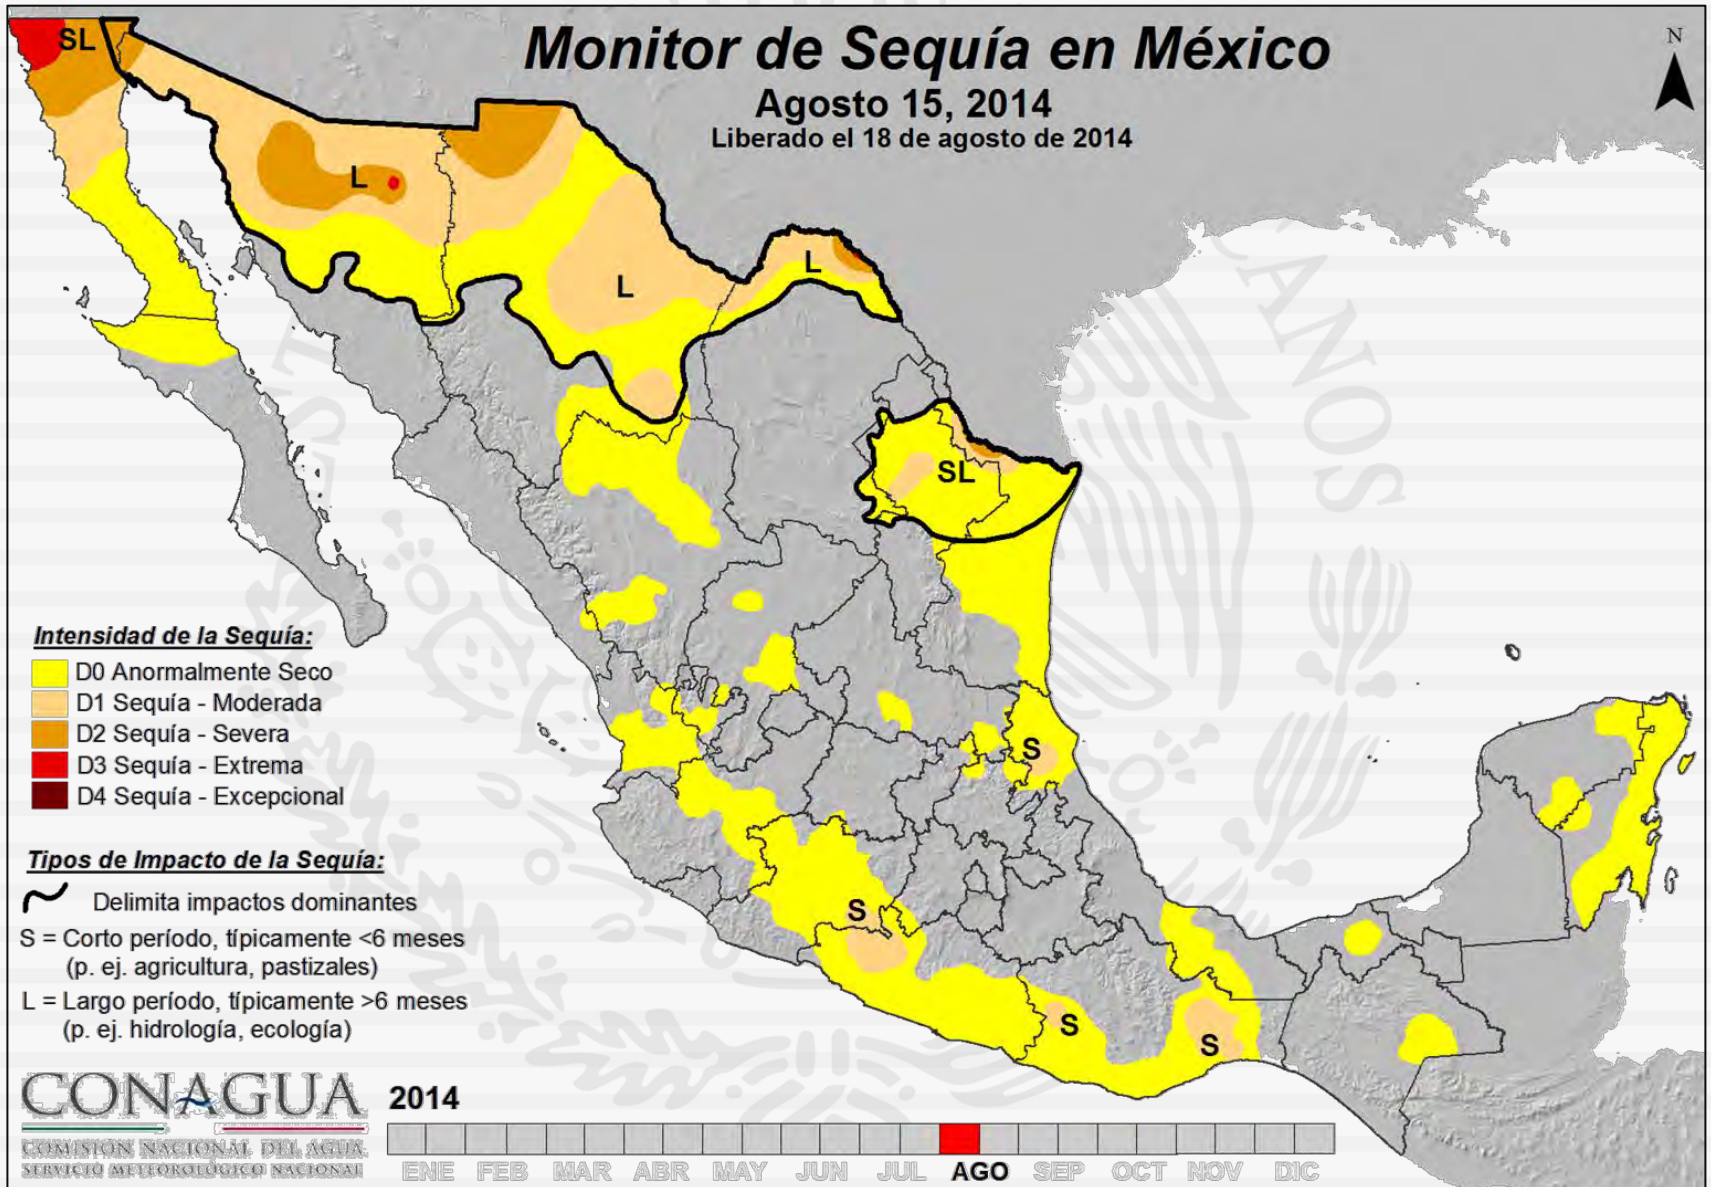 Monitor de Sequía en México
Agosto 15, 2014
Liberado el 18 de agosto de 2014
N
SL
L
L
L
SL
S
S
S
S
Intensidad de la Sequía:
D0 Anormalmente Seco
D1 Sequía - Moderada
D2 Sequía - Severa
D3 Sequía - Extrema
D4 Sequía - Excepcional
Tipos de Impacto de la Sequía:
Delimita impactos dominantes
S = Corto período, típicamente <6 meses
(p. ej. agricultura, pastizales)
L = Largo período, típicamente >6 meses
(p. ej. hidrología, ecología)
CONAGUA
COMISIÓN NACIONAL DEL AGUA
SERVICIO METEOROLÓGICO NACIONAL
2014
ENE FEB MAR ABR MAY JUN JUL AGO SEP OCT NOV DIC